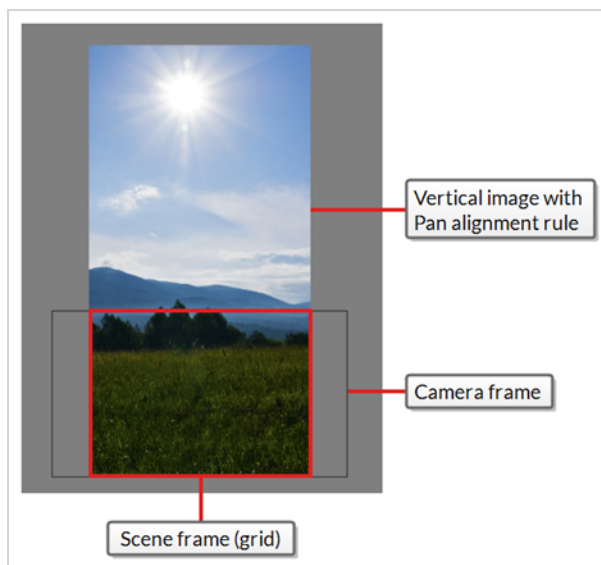 Vertical image with
Pan alignment rule
Camera frame
Scene frame (grid)